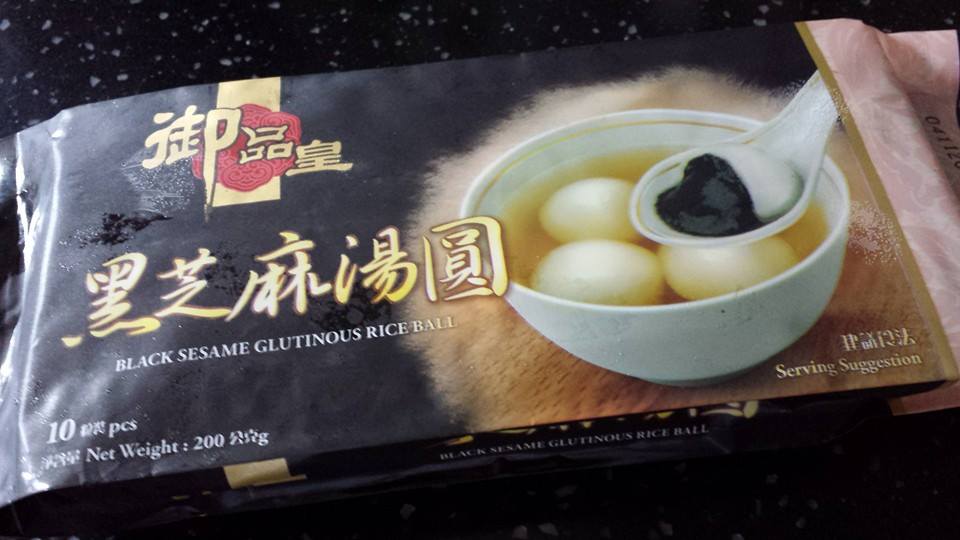 御品皇
黑芝麻湯圓
BLACK SESAME GLUTINOUS RICE BALL
10 粒裝 pcs
淨重 Net Weight : 200 公克g
建議食法
Serving Suggestion
BLACK SESAME GLUTINOUS RICE BALL